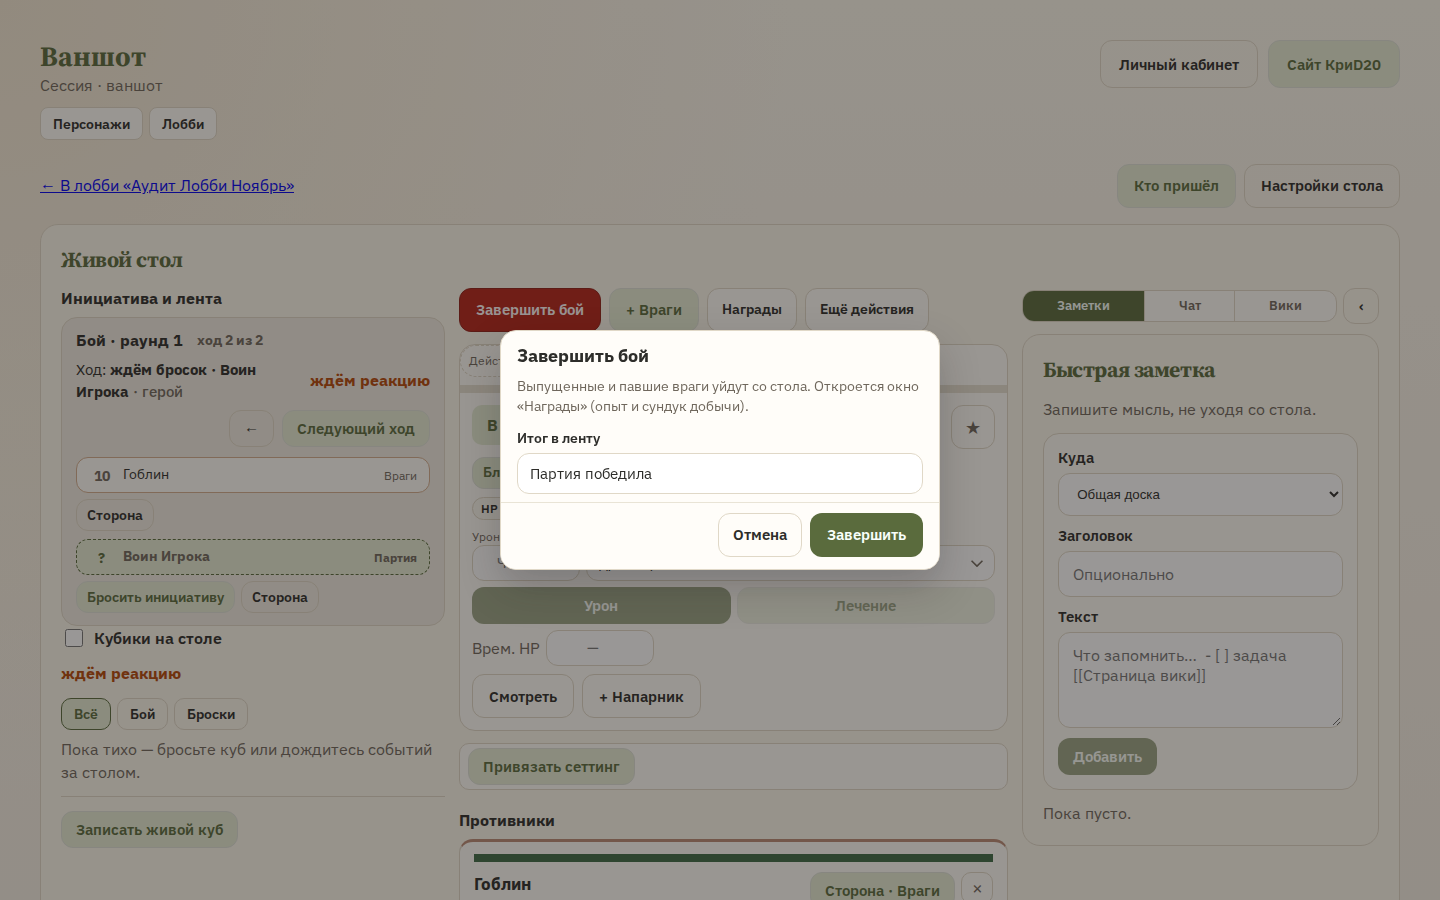 Ваншот
Сессия · ваншот
Персонажи
Лобби
Личный кабинет
Сайт КриD20
← В лобби «Аудит Лобби Ноябрь»
Кто пришёл
Настройки стола
Живой стол
Инициатива и лента
Бой · раунд 1 ход 2 из 2
Ход: ждём бросок · Воин
Игрока · герой
ждём реакцию
←
Следующий ход
10 Гоблин Враги
Сторона
? Воин Игрока Партия
Бросить инициативу
Сторона
Кубики на столе
ждём реакцию
Всё
Бой
Броски
Пока тихо — бросьте куб или дождитесь событий
за столом.
Записать живой куб
Завершить бой
+ Враги
Награды
Ещё действия
★
HP
Урон
Завершить бой
Выпущенные и павшие враги уйдут со стола. Откроется окно
«Награды» (опыт и сундук добычи).
Итог в ленту
Партия победила
Отмена
Завершить
Урон
Лечение
Врем. HP —
Смотреть
+ Напарник
Привязать сеттинг
Противники
Гоблин
Сторона · Враги
×
Заметки
Чат
Вики
‹
Быстрая заметка
Запишите мысль, не уходя со стола.
Куда
Общая доска
Заголовок
Опционально
Текст
Что запомнить... - [ ] задача
[[Страница вики]]
Добавить
Пока пусто.